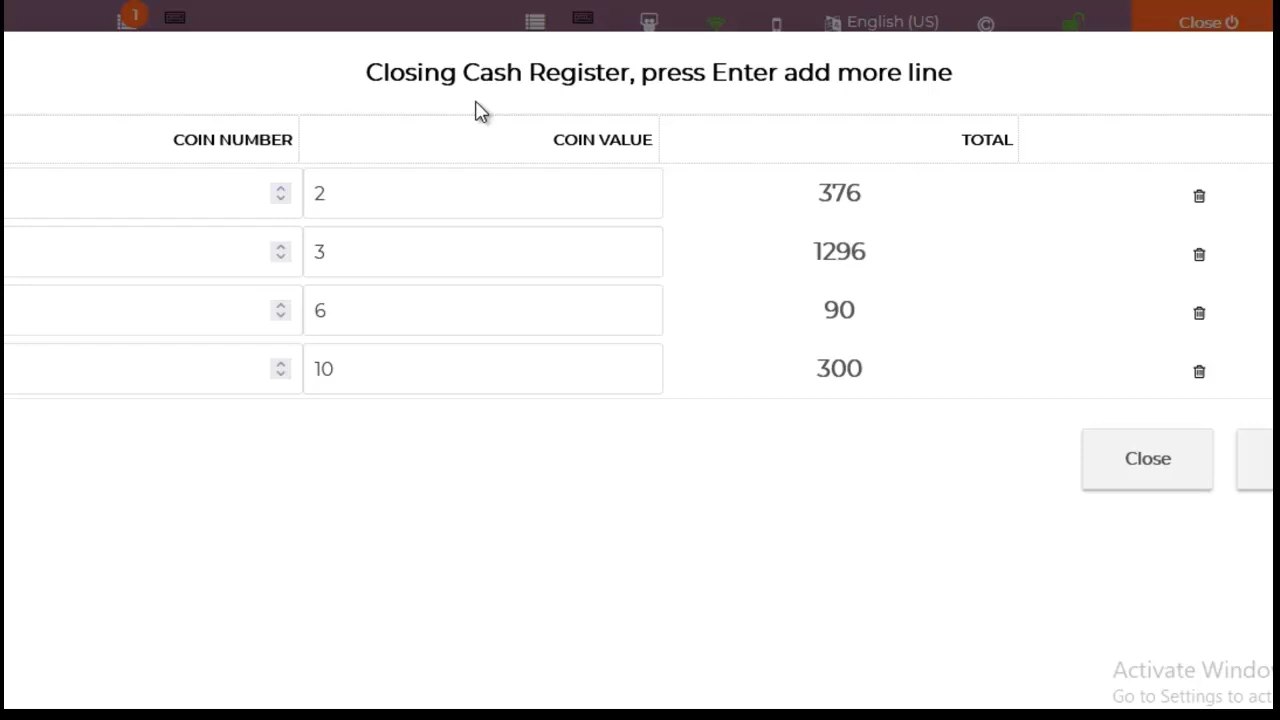 1
English (US)
Close
Closing Cash Register, press Enter add more line
COIN NUMBER COIN VALUE TOTAL
2 376
3 1296
6 90
10 300
Close
Activate Windo
Go to Settings to act